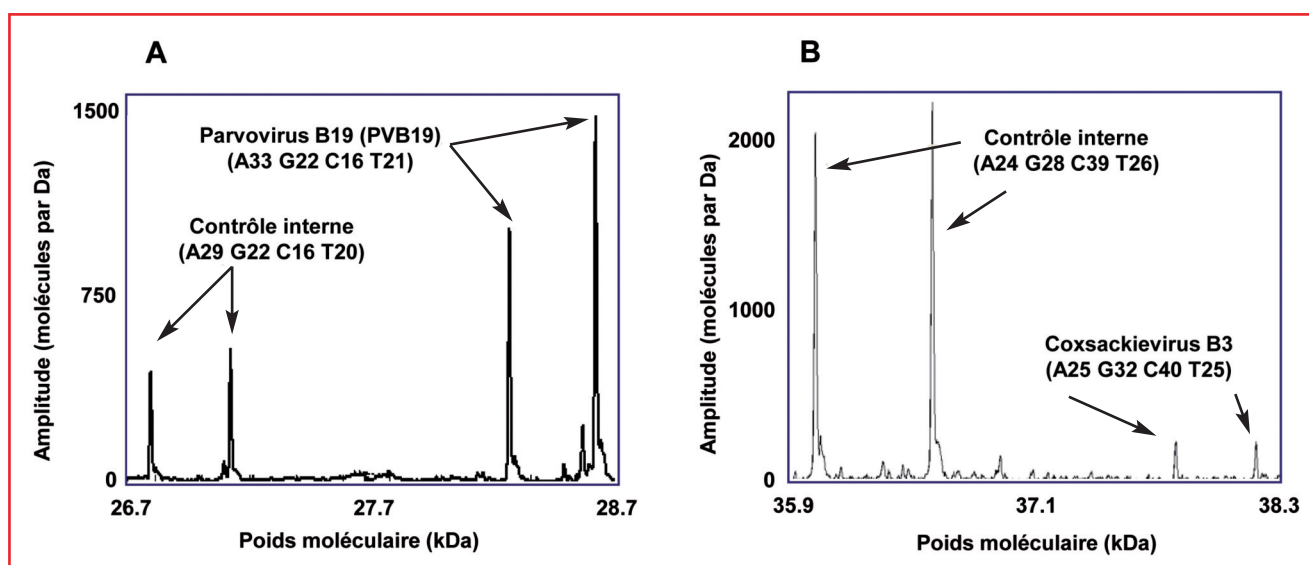 A
Amplitude (molécules par Da)
1500
750
0
Parvovirus B19 (PVB19)
(A33 G22 C16 T21)
Contrôle interne
(A29 G22 C16 T20)
26.7
27.7
28.7
Poids moléculaire (kDa)
B
Amplitude (molécules par Da)
2000
1000
0
Contrôle interne
(A24 G28 C39 T26)
Coxsackievirus B3
(A25 G32 C40 T25)
35.9
37.1
38.3
Poids moléculaire (kDa)